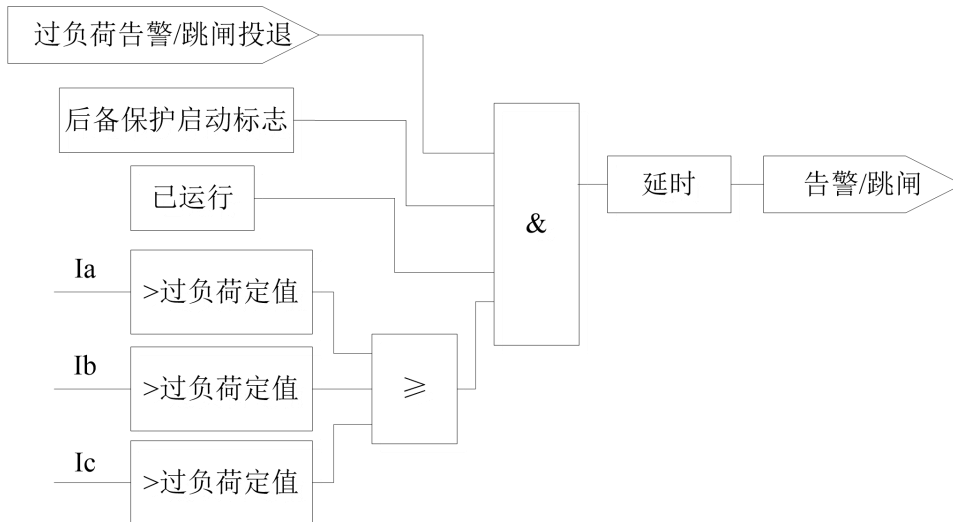 过负荷告警/跳闸投退
后备保护启动标志
已运行
&
延时
告警/跳闸
Ia
>过负荷定值
Ib
>过负荷定值
≥
Ic
>过负荷定值